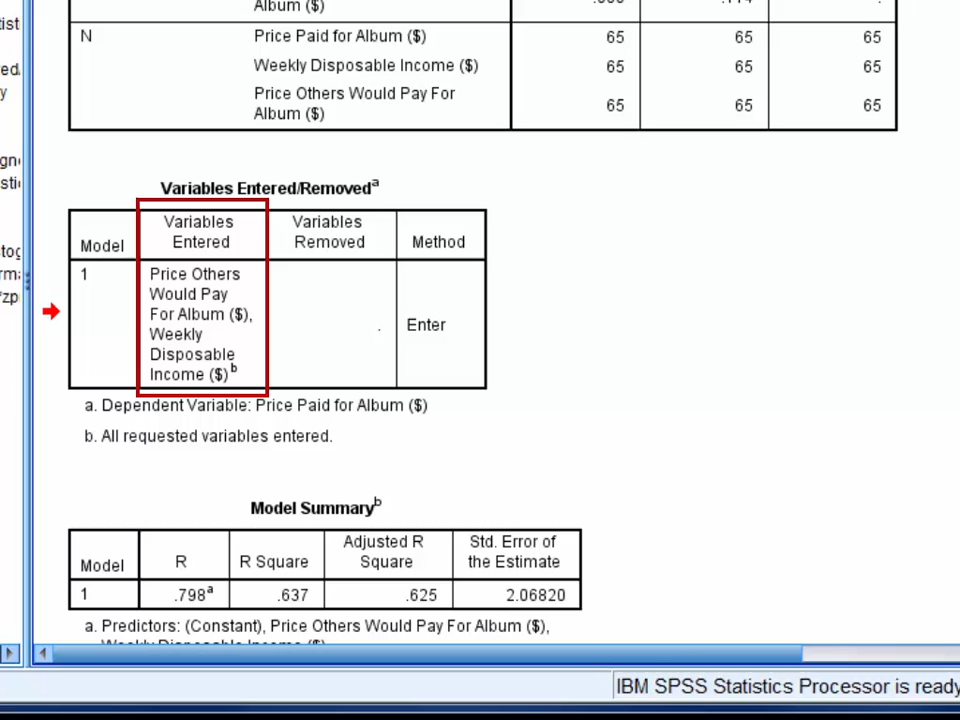 tist
Album ($)
N
Price Paid for Album ($)
65
65
65
Weekly Disposable Income ($)
65
65
65
Price Others Would Pay For
Album ($)
65
65
65
Variables Entered/Removedᵃ
Model
Variables
Entered
Variables
Removed
Method
1
Price Others
Would Pay
For Album ($),
Weekly
Disposable
Income ($)ᵇ
.
Enter
a. Dependent Variable: Price Paid for Album ($)
b. All requested variables entered.
Model Summaryᵇ
Model
R
R Square
Adjusted R
Square
Std. Error of
the Estimate
1
.798ᵃ
.637
.625
2.06820
a. Predictors: (Constant), Price Others Would Pay For Album ($),
Weekly Disposable Income ($)
IBM SPSS Statistics Processor is ready